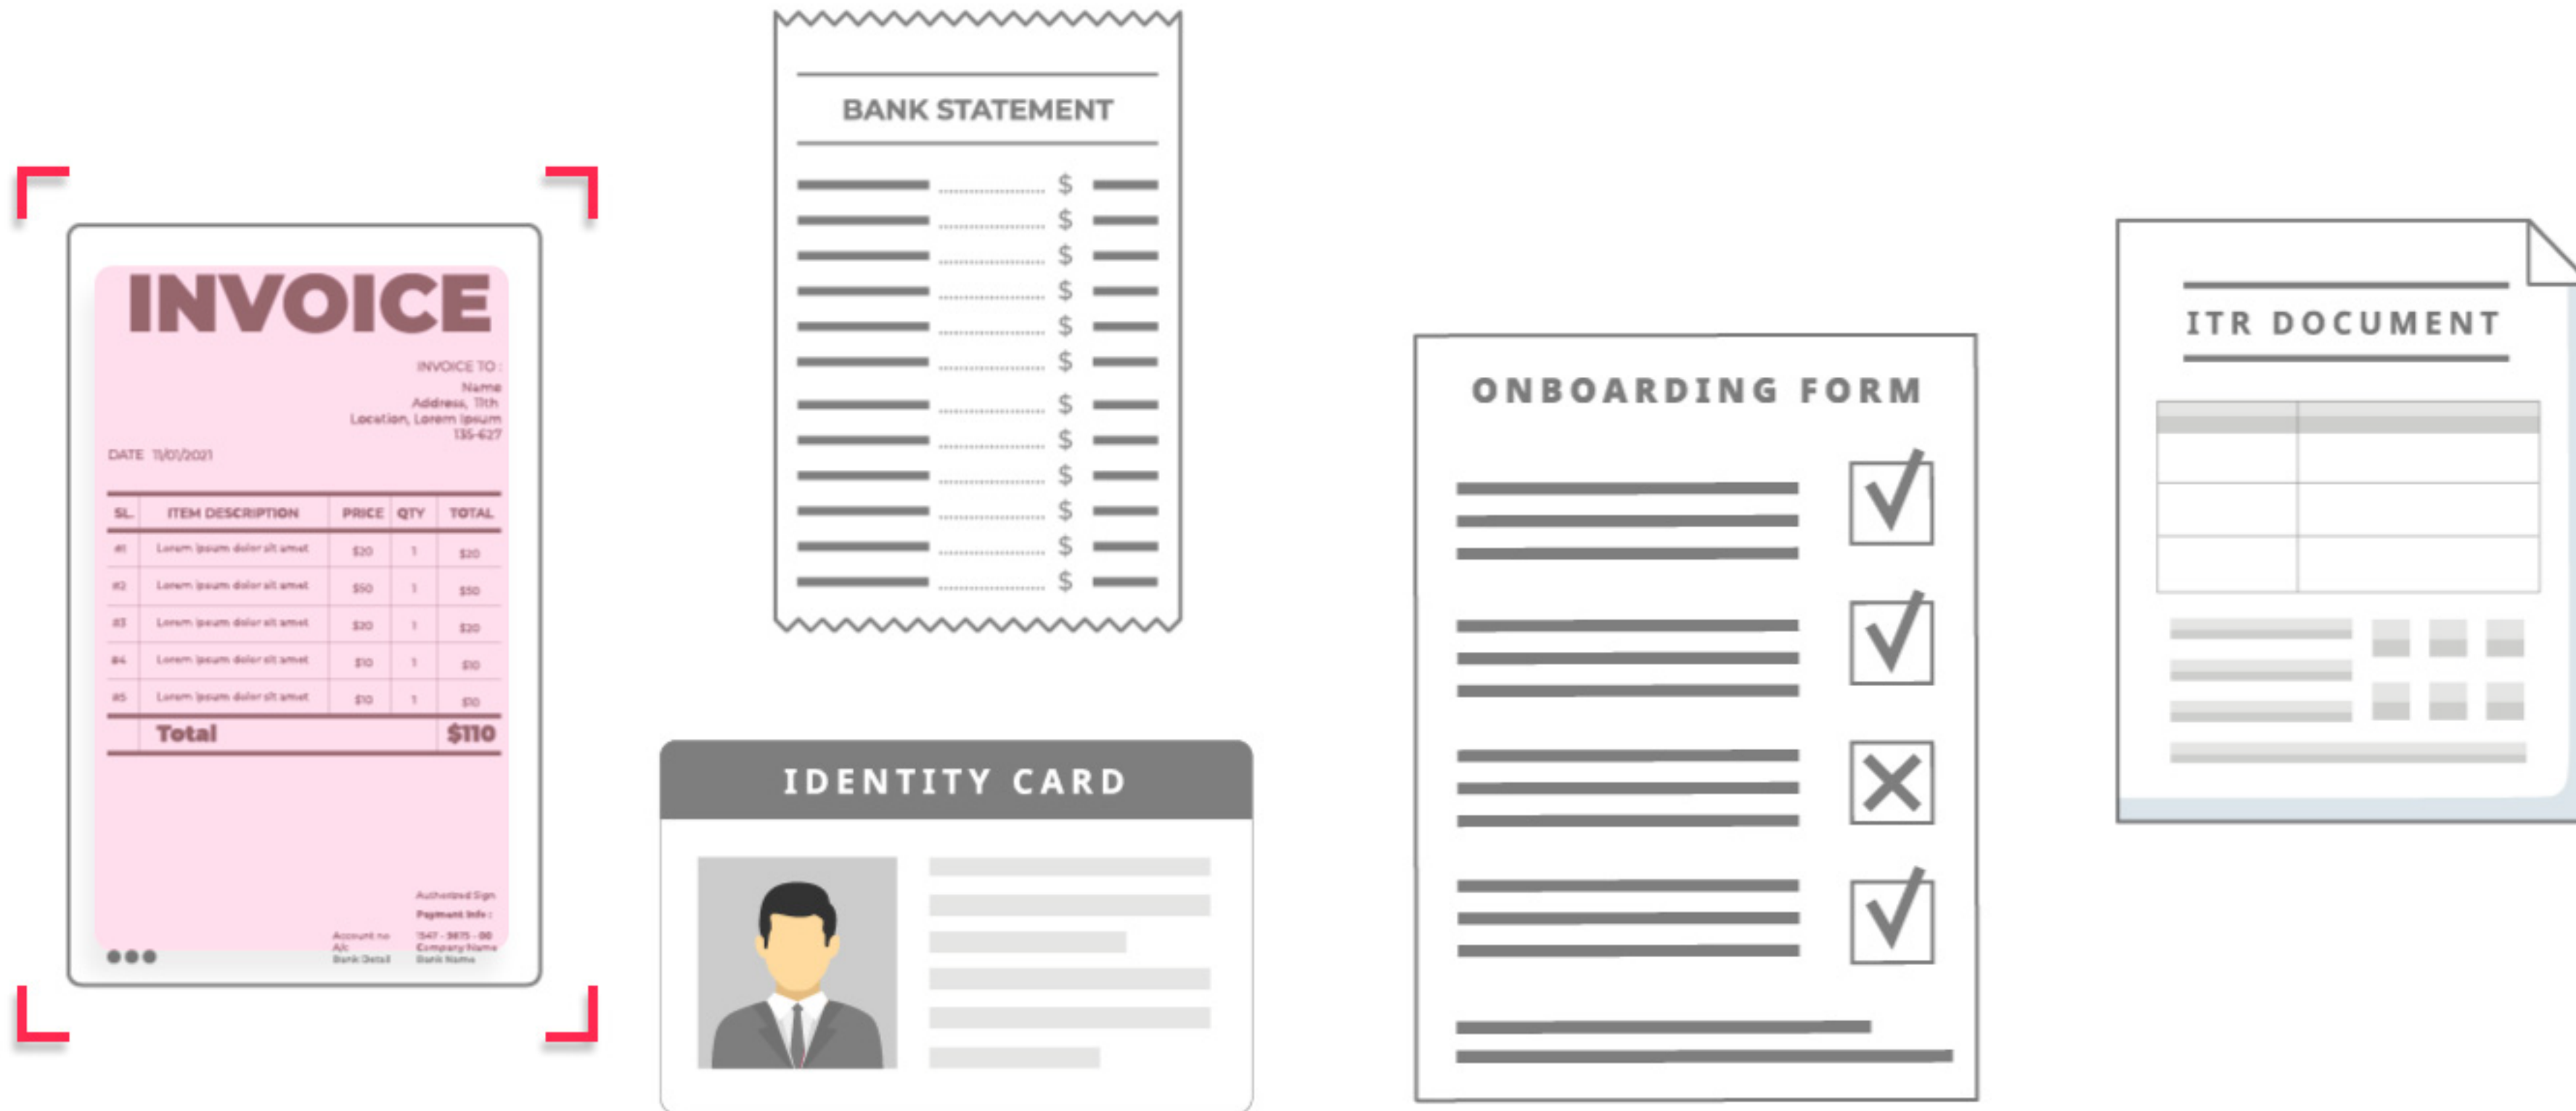 INVOICE
INVOICE TO :
Name
Address, 11th
Location, Lorem Ipsum
135-627
DATE 11/01/2021
SL. ITEM DESCRIPTION PRICE QTY TOTAL
#1 Lorem ipsum dolor sit amet $20 1 $20
#2 Lorem ipsum dolor sit amet $50 1 $50
#3 Lorem ipsum dolor sit amet $20 1 $20
#4 Lorem ipsum dolor sit amet $10 1 $10
#5 Lorem ipsum dolor sit amet $10 1 $10
Total $110
Authorized Sign
Payment Info :
Account no 1547 - 9875 - 00
A/c Company Name
Bank Detail Bank Name
BANK STATEMENT
$
$
$
$
$
$
$
$
$
$
$
$
IDENTITY CARD
ONBOARDING FORM
ITR DOCUMENT